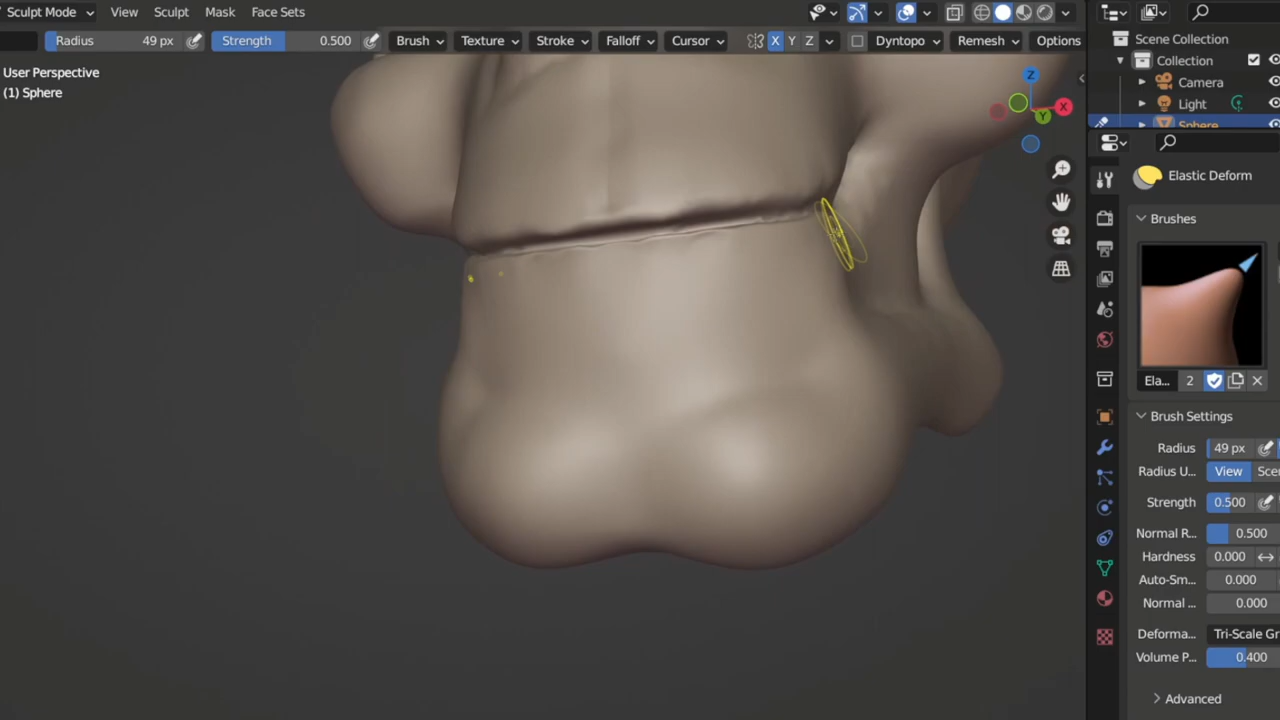 Sculpt Mode View Sculpt Mask Face Sets
Radius 49 px Strength 0.500 Brush Texture Stroke Falloff Cursor X Y Z Dyntopo Remesh Options
User Perspective
(1) Sphere
Z
X
Y
Scene Collection
Collection
Camera
Light
Sphere
Elastic Deform
Brushes
Ela... 2
Brush Settings
Radius 49 px
Radius U... View Scen
Strength 0.500
Normal R... 0.500
Hardness 0.000
Auto-Sm... 0.000
Normal ... 0.000
Deforma... Tri-Scale Gr
Volume P... 0.400
Advanced